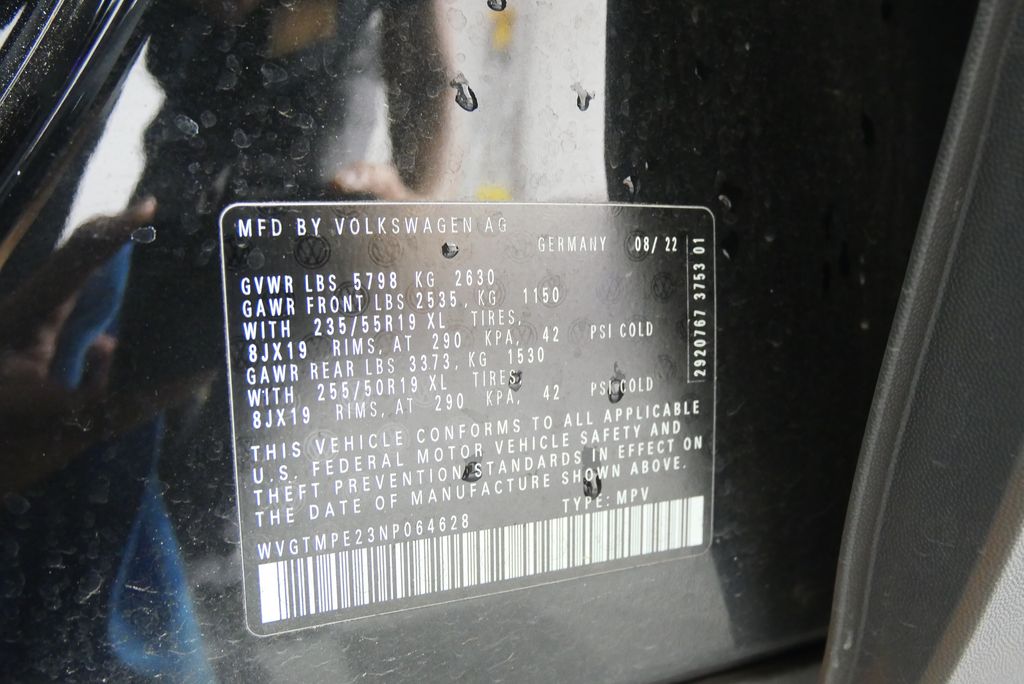 MFD BY VOLKSWAGEN AG
GERMANY 08/22
GVWR LBS 5798 KG 2630
GAWR FRONT LBS 2535, KG 1150
WITH 235/55R19 XL TIRES,
8JX19 RIMS, AT 290 KPA, 42 PSI COLD
GAWR REAR LBS 3373, KG 1530
WITH 255/50R19 XL TIRES
8JX19 RIMS, AT 290 KPA, 42 PSI COLD
THIS VEHICLE CONFORMS TO ALL APPLICABLE
U.S. FEDERAL MOTOR VEHICLE SAFETY AND
THEFT PREVENTION STANDARDS IN EFFECT ON
THE DATE OF MANUFACTURE SHOWN ABOVE.
WVGTMPE23NP064628 TYPE: MPV
2920767 3753 01